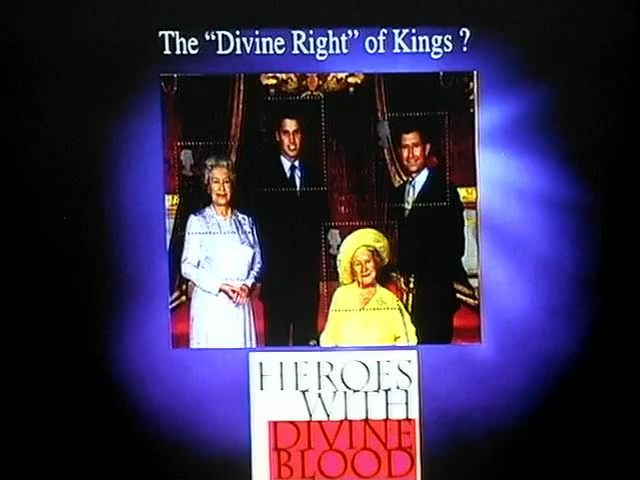 The “Divine Right” of Kings ?
HEROES
WITH
DIVINE
BLOOD